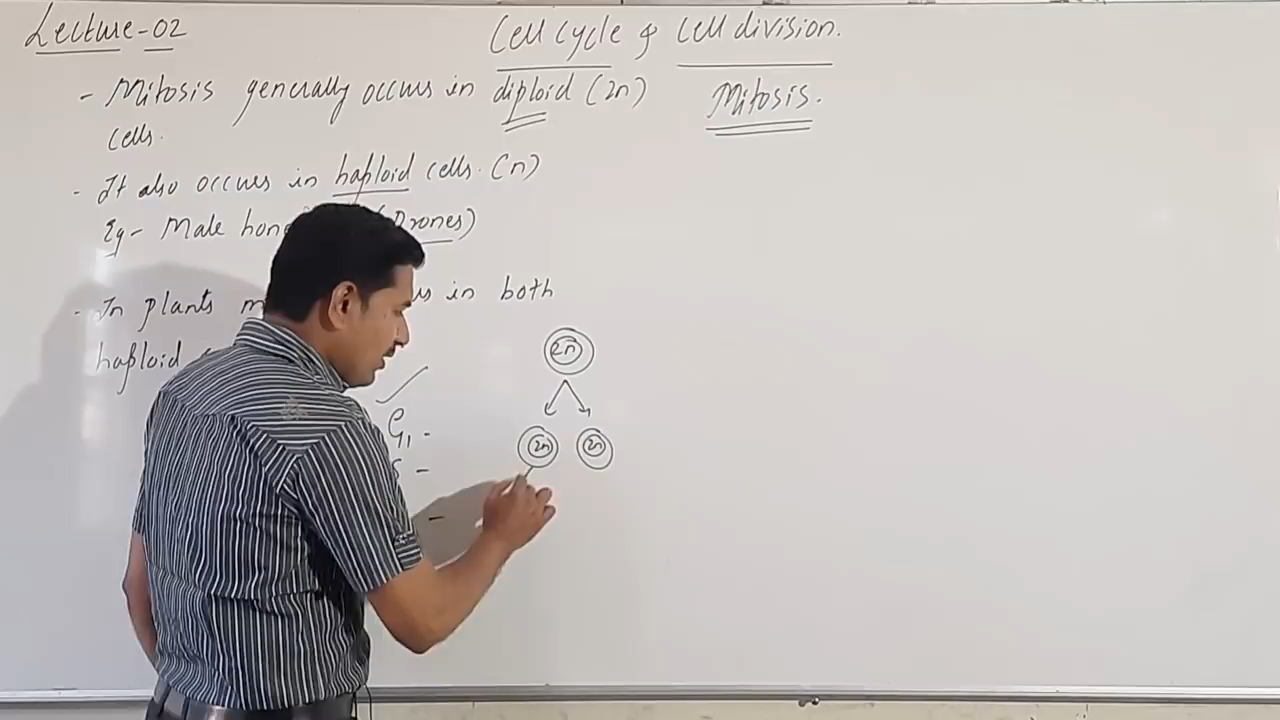 Lecture-02
Cell cycle & Cell division.
- Mitosis generally occurs in diploid (2n)
Mitosis.
cells.
- It also occurs in haploid cells. (n)
Eg- Male (Drones)
- In plants in both
haploid
2n
G1 -
2n 2n
-
-